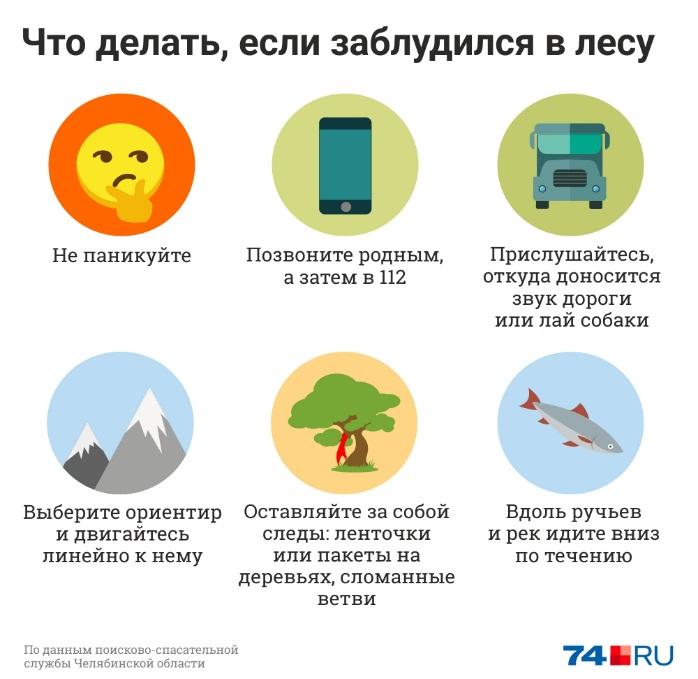 Что делать, если заблудился в лесу
Не паникуйте
Позвоните родным,
а затем в 112
Прислушайтесь,
откуда доносится
звук дороги
или лай собаки
Выберите ориентир
и двигайтесь
линейно к нему
Оставляйте за собой
следы: ленточки
или пакеты на
деревьях, сломанные
ветви
Вдоль ручьев
и рек идите вниз
по течению
По данным поисково-спасательной
службы Челябинской области
74 RU